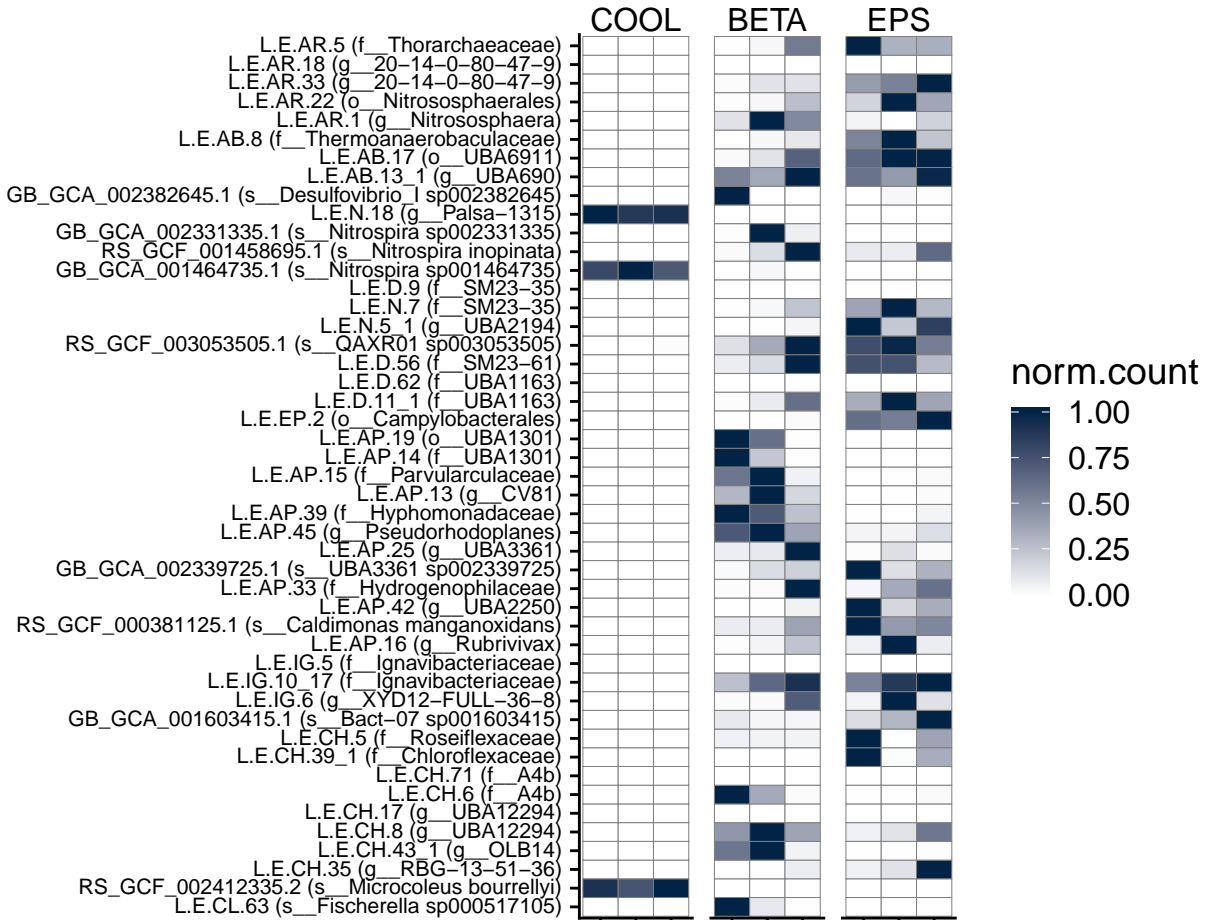 COOL BETA EPS
L.E.AR.5 (f__Thorarchaeaceae)
L.E.AR.18 (g__20−14−0−80−47−9)
L.E.AR.33 (g__20−14−0−80−47−9)
L.E.AR.22 (o__Nitrososphaerales)
L.E.AR.1 (g__Nitrososphaera)
L.E.AB.8 (f__Thermoanaerobaculaceae)
L.E.AB.17 (o__UBA6911)
L.E.AB.13_1 (g__UBA690)
GB_GCA_002382645.1 (s__Desulfovibrio_I sp002382645)
L.E.N.18 (g__Palsa−1315)
GB_GCA_002331335.1 (s__Nitrospira sp002331335)
RS_GCF_001458695.1 (s__Nitrospira inopinata)
GB_GCA_001464735.1 (s__Nitrospira sp001464735)
L.E.D.9 (f__SM23−35)
L.E.N.7 (f__SM23−35)
L.E.N.5_1 (g__UBA2194)
RS_GCF_003053505.1 (s__QAXR01 sp003053505)
L.E.D.56 (f__SM23−61)
L.E.D.62 (f__UBA1163)
L.E.D.11_1 (f__UBA1163)
L.E.EP.2 (o__Campylobacterales)
L.E.AP.19 (o__UBA1301)
L.E.AP.14 (f__UBA1301)
L.E.AP.15 (f__Parvularculaceae)
L.E.AP.13 (g__CV81)
L.E.AP.39 (f__Hyphomonadaceae)
L.E.AP.45 (g__Pseudorhodoplanes)
L.E.AP.25 (g__UBA3361)
GB_GCA_002339725.1 (s__UBA3361 sp002339725)
L.E.AP.33 (f__Hydrogenophilaceae)
L.E.AP.42 (g__UBA2250)
RS_GCF_000381125.1 (s__Caldimonas manganoxidans)
L.E.AP.16 (g__Rubrivivax)
L.E.IG.5 (f__Ignavibacteriaceae)
L.E.IG.10_17 (f__Ignavibacteriaceae)
L.E.IG.6 (g__XYD12−FULL−36−8)
GB_GCA_001603415.1 (s__Bact−07 sp001603415)
L.E.CH.5 (f__Roseiflexaceae)
L.E.CH.39_1 (f__Chloroflexaceae)
L.E.CH.71 (f__A4b)
L.E.CH.6 (f__A4b)
L.E.CH.17 (g__UBA12294)
L.E.CH.8 (g__UBA12294)
L.E.CH.43_1 (g__OLB14)
L.E.CH.35 (g__RBG−13−51−36)
RS_GCF_002412335.2 (s__Microcoleus bourrellyi)
L.E.CL.63 (s__Fischerella sp000517105)
norm.count
1.00
0.75
0.50
0.25
0.00